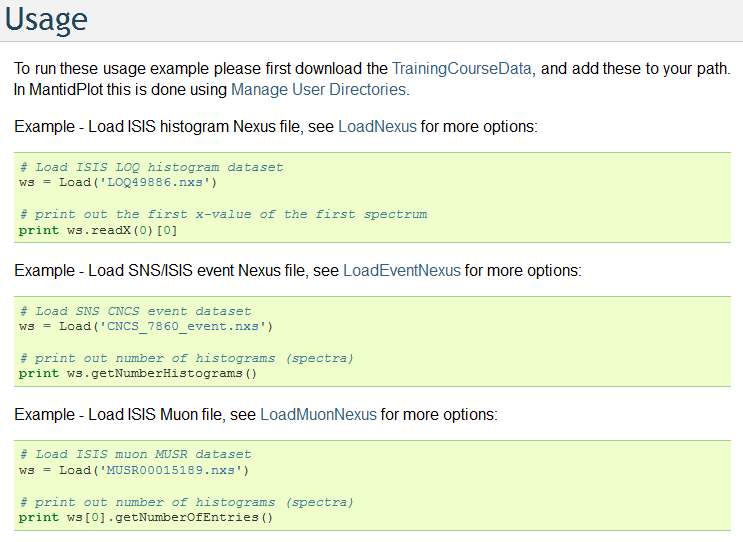 Usage
To run these usage example please first download the TrainingCourseData, and add these to your path.
In MantidPlot this is done using Manage User Directories.
Example - Load ISIS histogram Nexus file, see LoadNexus for more options:
# Load ISIS LOQ histogram dataset
ws = Load('LOQ49886.nxs')
# print out the first x-value of the first spectrum
print ws.readX(0)[0]
Example - Load SNS/ISIS event Nexus file, see LoadEventNexus for more options:
# Load SNS CNCS event dataset
ws = Load('CNCS_7860_event.nxs')
# print out number of histograms (spectra)
print ws.getNumberHistograms()
Example - Load ISIS Muon file, see LoadMuonNexus for more options:
# Load ISIS muon MUSR dataset
ws = Load('MUSR00015189.nxs')
# print out number of histograms (spectra)
print ws[0].getNumberOfEntries()